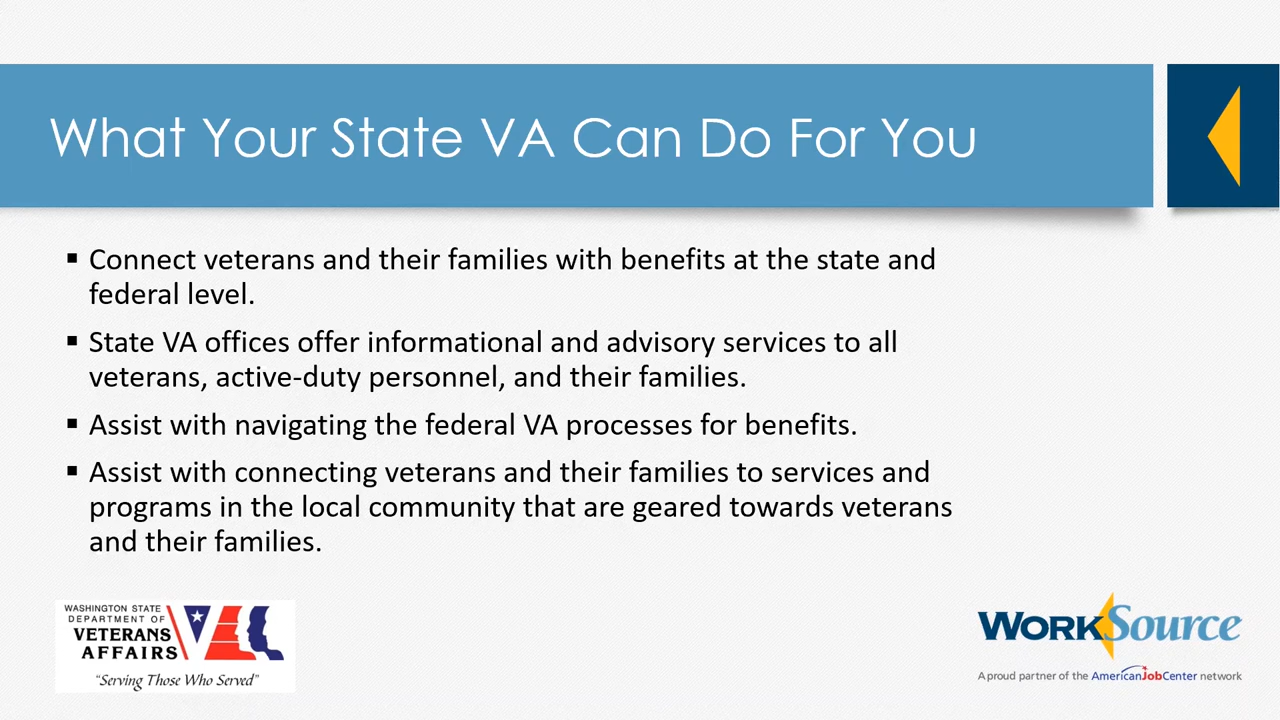 What Your State VA Can Do For You
▪ Connect veterans and their families with benefits at the state and
federal level.
▪ State VA offices offer informational and advisory services to all
veterans, active-duty personnel, and their families.
▪ Assist with navigating the federal VA processes for benefits.
▪ Assist with connecting veterans and their families to services and
programs in the local community that are geared towards veterans
and their families.
WASHINGTON STATE
DEPARTMENT OF
VETERANS
AFFAIRS
VA
"Serving Those Who Served"
WorkSource
A proud partner of the AmericanJobCenter network